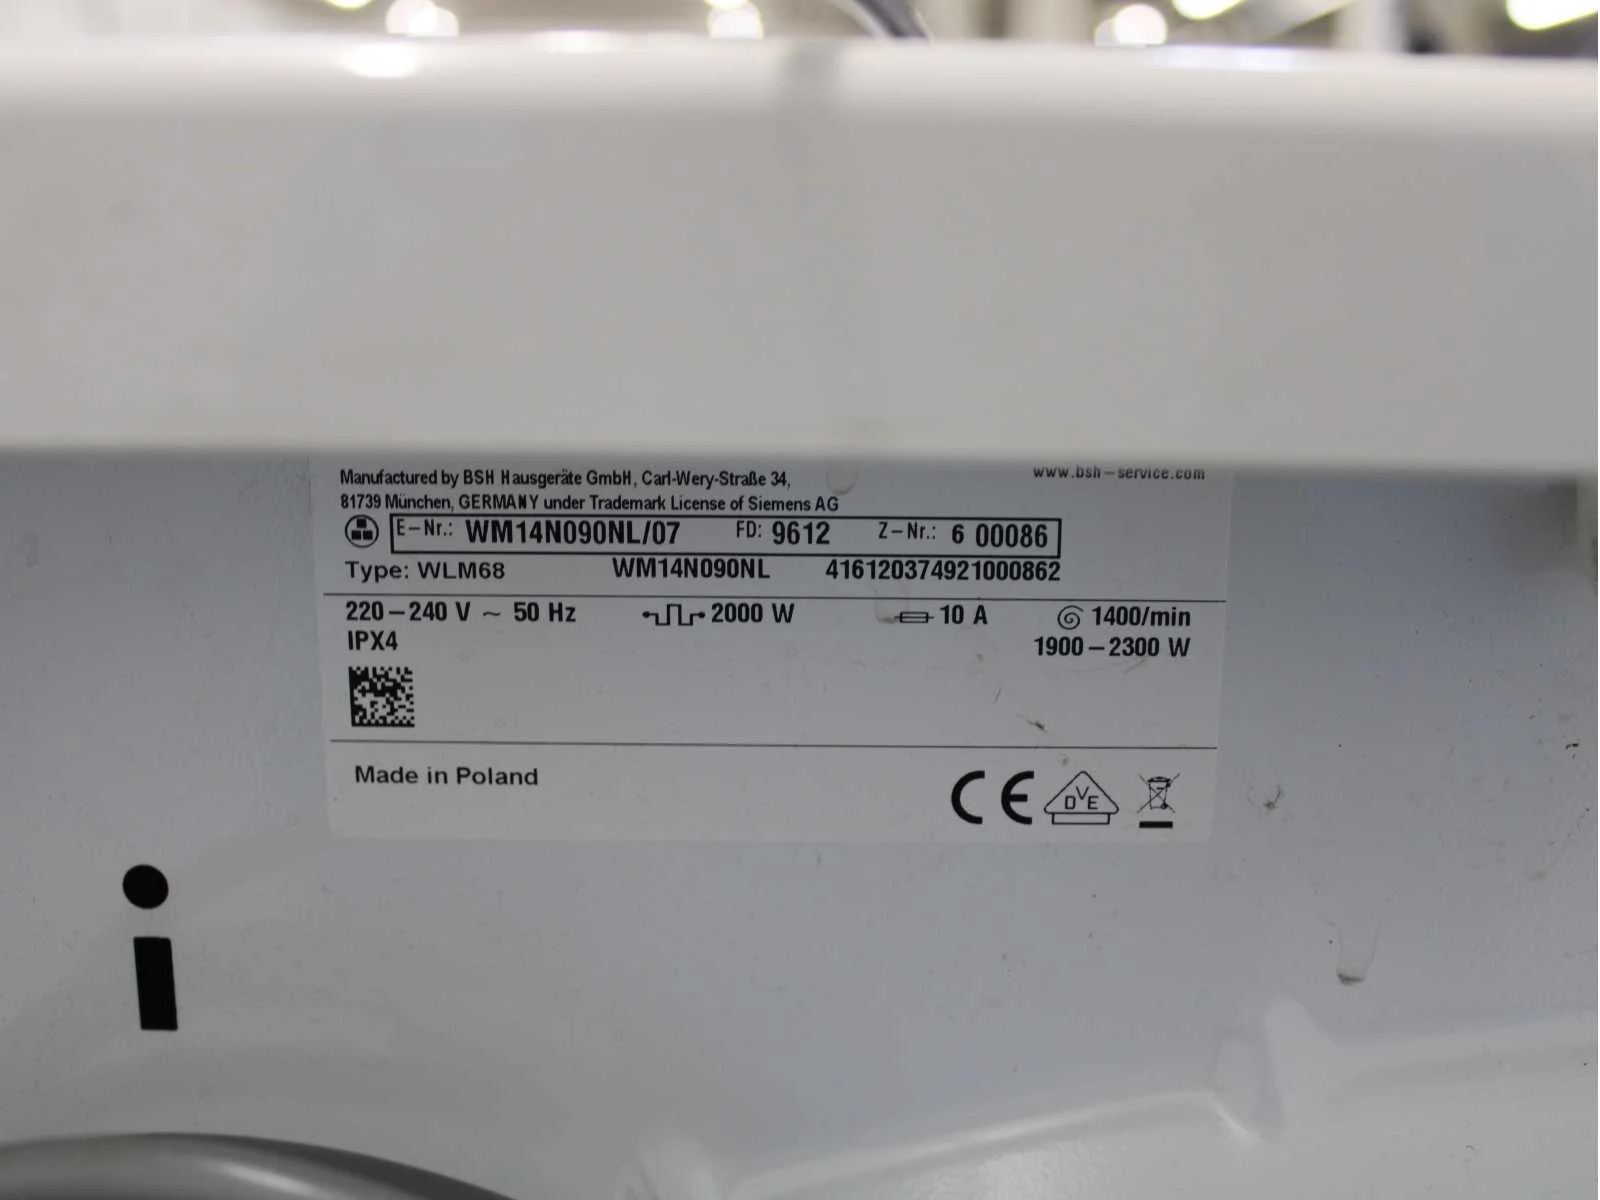 Manufactured by BSH Hausgeräte GmbH, Carl-Wery-Straße 34,
81739 München, GERMANY under Trademark License of Siemens AG
www.bsh-service.com
E-Nr.: WM14N090NL/07 FD: 9612 Z-Nr.: 6 00086
Type: WLM68 WM14N090NL 416120374921000862
220-240 V ~ 50 Hz 2000 W 10 A 1400/min
IPX4 1900-2300 W
Made in Poland
CE DVE
i